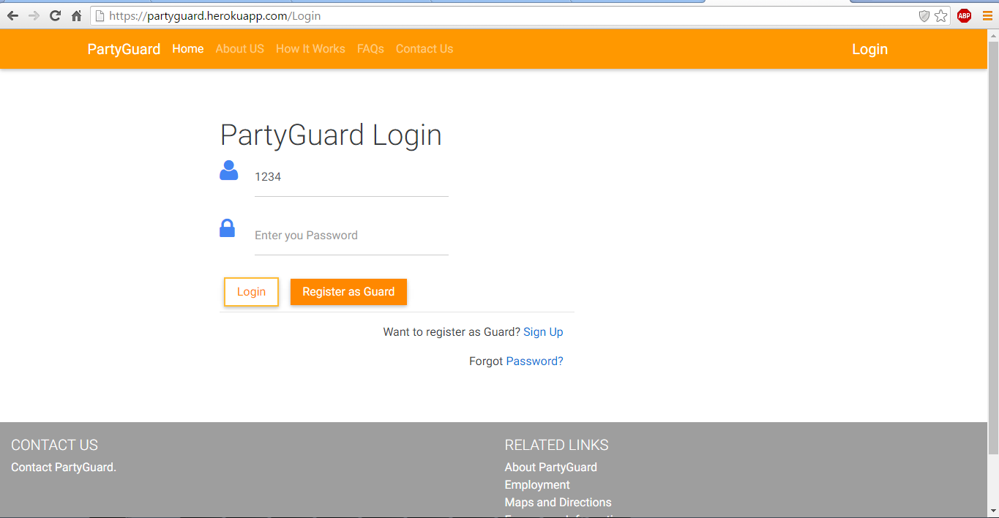 https://partyguard.herokuapp.com/Login
ABP
PartyGuard Home About US How It Works FAQs Contact Us Login
PartyGuard Login
1234
Enter you Password
Login Register as Guard
Want to register as Guard? Sign Up
Forgot Password?
CONTACT US
Contact PartyGuard.
RELATED LINKS
About PartyGuard
Employment
Maps and Directions